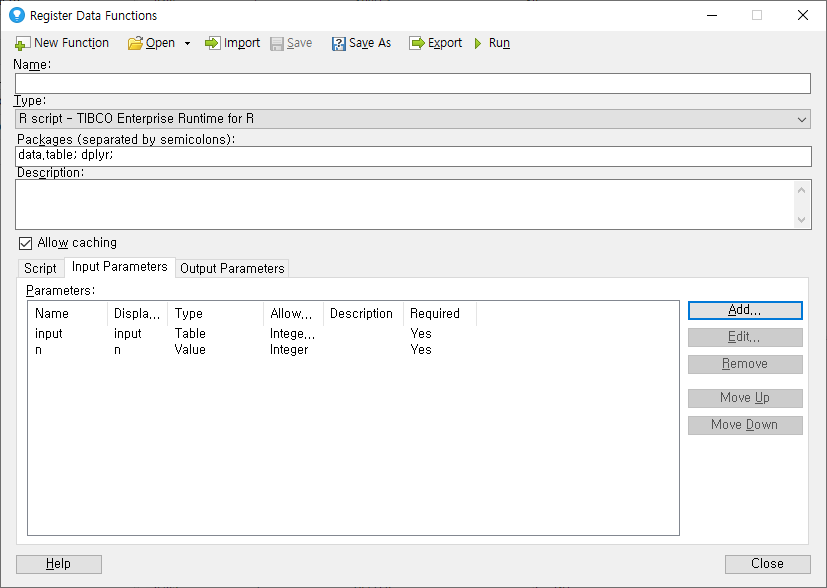 Register Data Functions
New Function Open Import Save Save As Export Run
Name:
Type:
R script - TIBCO Enterprise Runtime for R
Packages (separated by semicolons):
data.table; dplyr;
Description:
Allow caching
Script Input Parameters Output Parameters
Parameters:
Name Displa... Type Allow... Description Required
input input Table Intege... Yes
n n Value Integer Yes
Add...
Edit...
Remove
Move Up
Move Down
Help Close